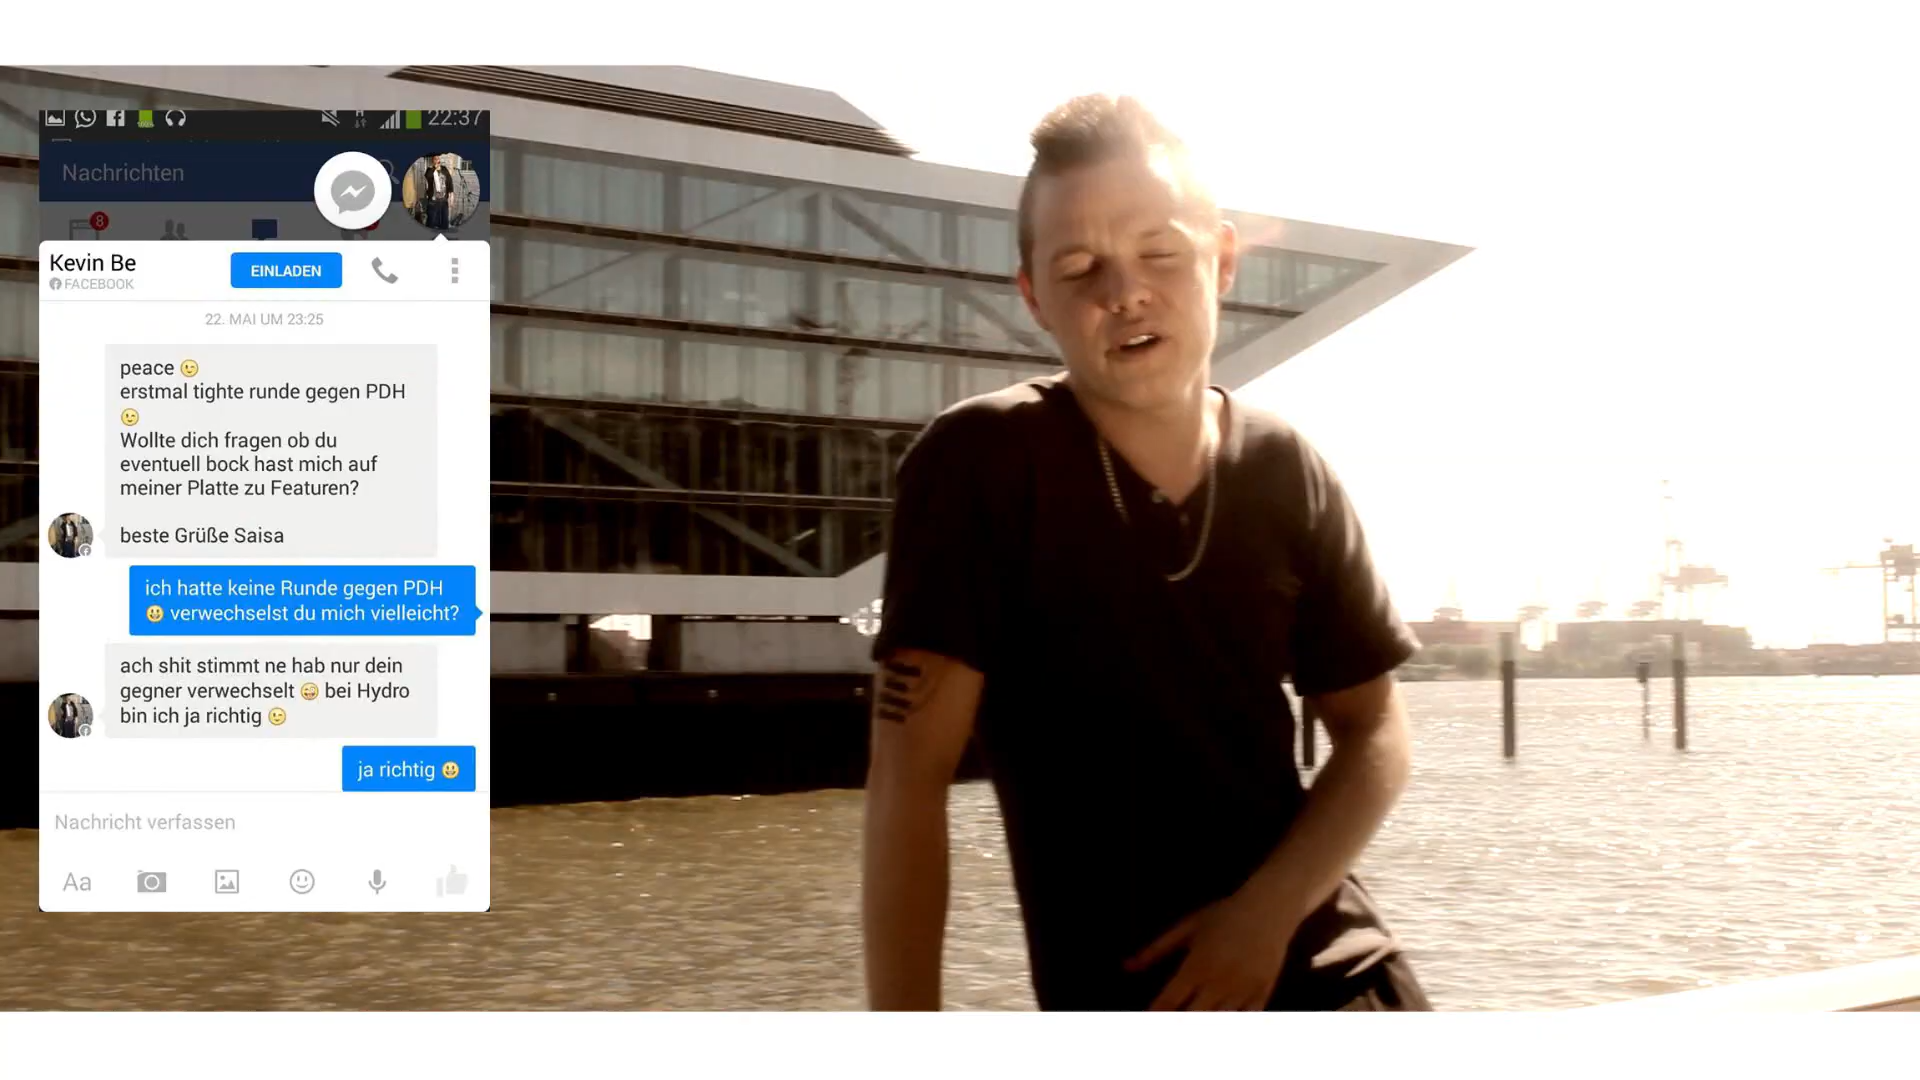 22:37
Nachrichten
8
Kevin Be
EINLADEN
FACEBOOK
22. MAI UM 23:25
peace 😉
erstmal tighte runde gegen PDH
😉
Wollte dich fragen ob du
eventuell bock hast mich auf
meiner Platte zu Featuren?
beste Grüße Saisa
ich hatte keine Runde gegen PDH
😃 verwechselst du mich vielleicht?
ach shit stimmt ne hab nur dein
gegner verwechselt 😜 bei Hydro
bin ich ja richtig 😉
ja richtig 😃
Nachricht verfassen
Aa